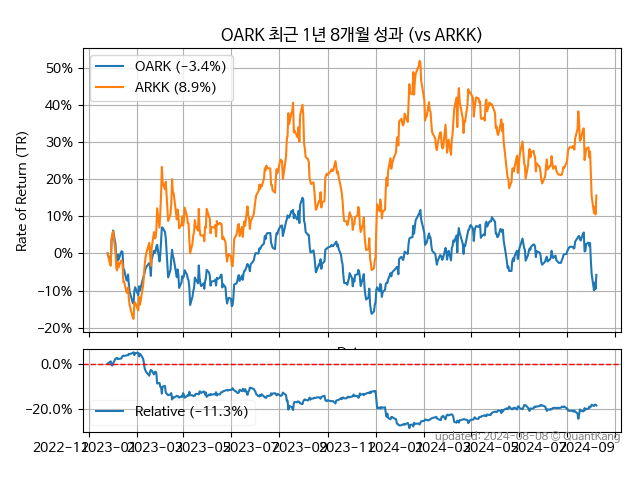 OARK 최근 1년 8개월 성과 (vs ARKK)
OARK (-3.4%)
ARKK (8.9%)
Rate of Return (TR)
50%
40%
30%
20%
10%
0%
-10%
-20%
0.0%
-20.0%
Relative (-11.3%)
updated: 2024-08-08 © QuantKang
2022-11 2023-01 2023-03 2023-05 2023-07 2023-09 2023-11 2024-01 2024-03 2024-05 2024-07 2024-09